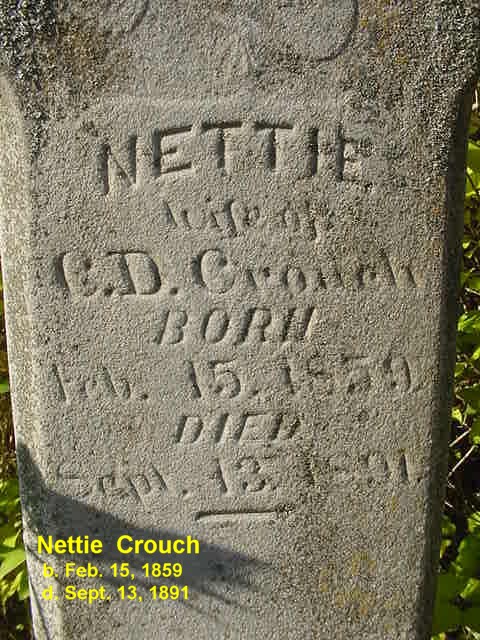 NETTIE
wife of
C.D. Crouch
BORN
Feb. 15. 1859.
DIED
Sept. 13. 1891.
Nettie Crouch
b. Feb. 15, 1859
d. Sept. 13, 1891